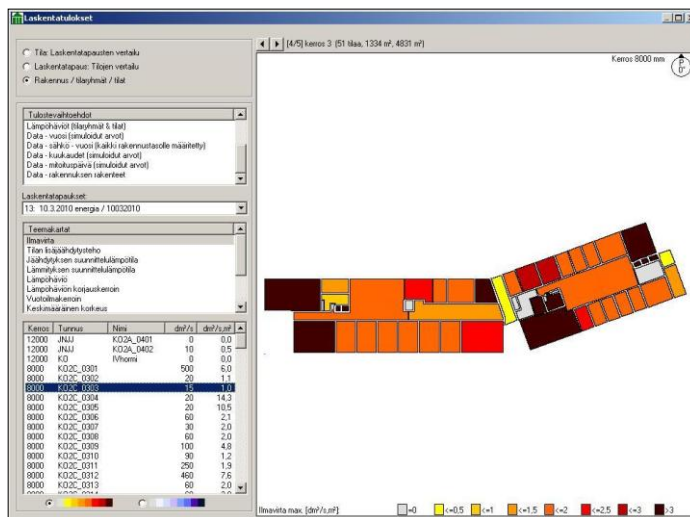 Laskentatulokset
Tila: Laskentatapausten vertailu
Laskentatapaus: Tilojen vertailu
Rakennus / tilaryhmät / tilat
[4/5] kerros 3 (51 tilaa, 1334 m², 4831 m³)
Kerros 8000 mm
P
0°
Tulostevaihtoehdot
Lämpöhäviöt (tilaryhmät & tilat)
Data - vuosi (simuloidut arvot)
Data - sähkö - vuosi (kaikki rakennustasolle määritetty)
Data - kuukaudet (simuloidut arvot)
Data - mitoituspäivä (simuloidut arvot)
Data - rakennuksen rakenteet
Laskentatapaukset:
13: 10.3.2010 energia / 10032010
Teemakartat
Ilmavirta
Tilan lisäjäähdytysteho
Jäähdytyksen suunnittelulämpötila
Lämmityksen suunnittelulämpötila
Lämpöhäviö
Lämpöhäviön korjauskerroin
Vuotoilmakerroin
Keskimääräinen korkeus
Kerros Tunnus Nimi dm³/s dm³/s,m²
12000 JNJJ KO2A_0401 0 0,0
12000 JNJJ KO2A_0402 10 0,5
12000 KO IVhormi 0 0,0
8000 KO2C_0301 500 6,0
8000 KO2C_0302 20 1,1
8000 KO2C_0303 15 1,0
8000 KO2C_0304 20 14,3
8000 KO2C_0305 20 10,5
8000 KO2C_0306 60 2,1
8000 KO2C_0307 30 2,0
8000 KO2C_0308 60 2,0
8000 KO2C_0309 100 4,8
8000 KO2C_0310 90 1,2
8000 KO2C_0311 250 1,9
8000 KO2C_0312 460 7,6
8000 KO2C_0313 60 2,0
Ilmavirta max. [dm³/s,m²]: =0 <=0.5 <=1 <=1.5 <=2 <=2.5 <=3 >3